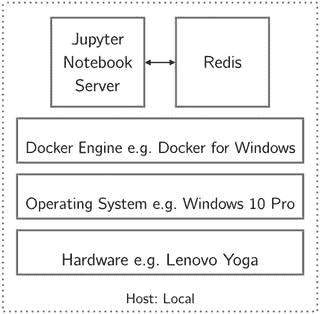 Jupyter
Notebook
Server
Redis
Docker Engine e.g. Docker for Windows
Operating System e.g. Windows 10 Pro
Hardware e.g. Lenovo Yoga
Host: Local